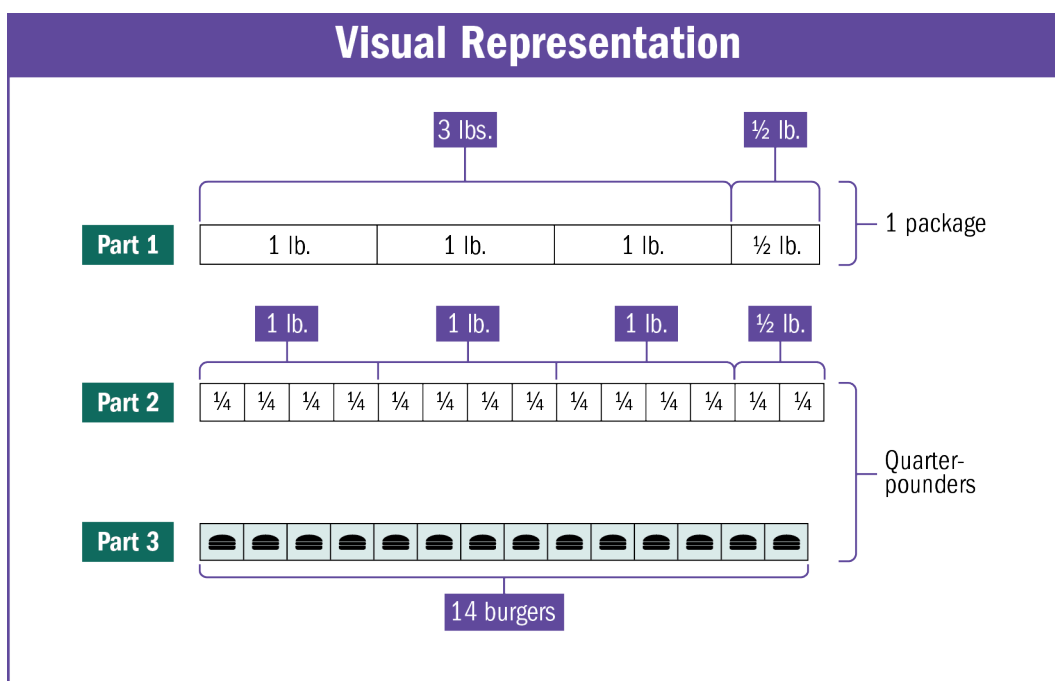 Visual Representation
3 lbs.
½ lb.
Part 1
1 lb.
1 lb.
1 lb.
½ lb.
1 package
1 lb.
1 lb.
1 lb.
½ lb.
Part 2
¼ ¼ ¼ ¼ ¼ ¼ ¼ ¼ ¼ ¼ ¼ ¼ ¼ ¼
Quarter-
pounders
Part 3
14 burgers